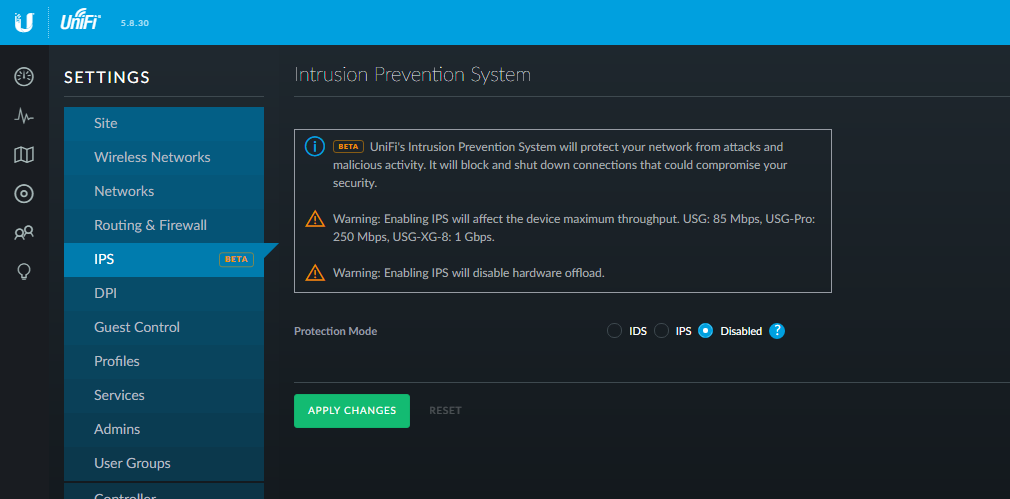 UniFi 5.8.30
SETTINGS
Site
Wireless Networks
Networks
Routing & Firewall
IPS BETA
DPI
Guest Control
Profiles
Services
Admins
User Groups
Controller
Intrusion Prevention System
BETA UniFi's Intrusion Prevention System will protect your network from attacks and
malicious activity. It will block and shut down connections that could compromise your
security.
Warning: Enabling IPS will affect the device maximum throughput. USG: 85 Mbps, USG-Pro:
250 Mbps, USG-XG-8: 1 Gbps.
Warning: Enabling IPS will disable hardware offload.
Protection Mode IDS IPS Disabled ?
APPLY CHANGES RESET